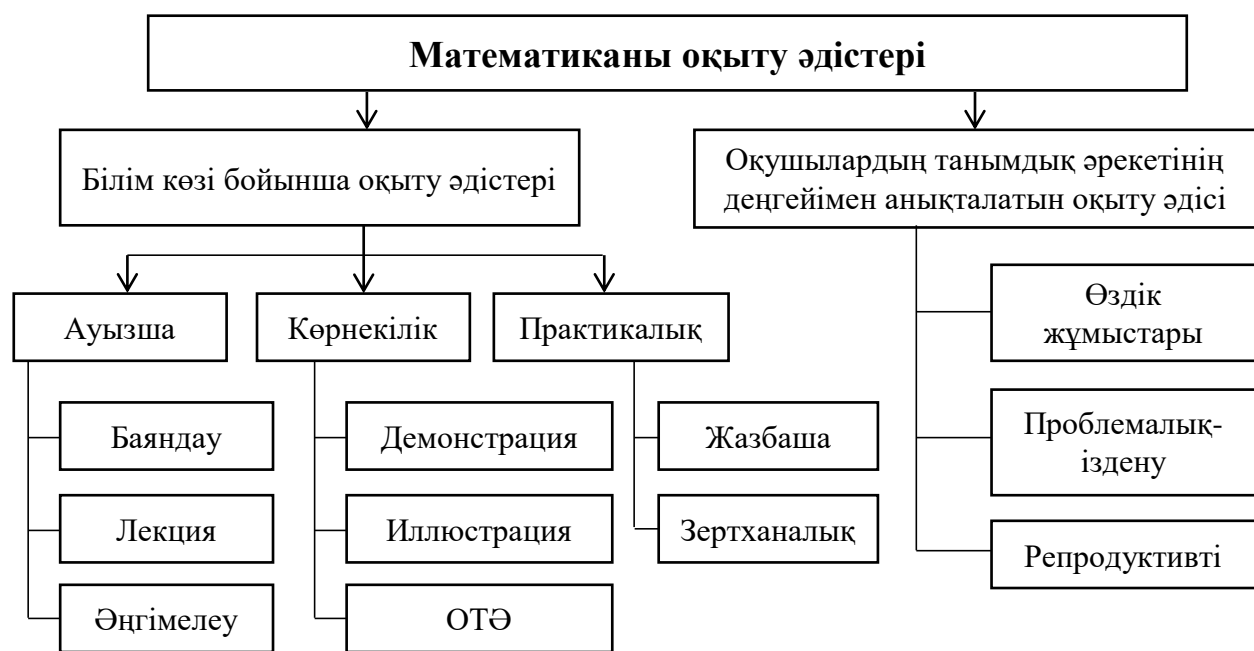 Математиканы оқыту әдістері
Білім көзі бойынша оқыту әдістері
Оқушылардың танымдық әрекетінің
деңгейімен анықталатын оқыту әдісі
Ауызша
Көрнекілік
Практикалық
Баяндау
Лекция
Әңгімелеу
Демонстрация
Иллюстрация
ОТӘ
Жазбаша
Зертханалық
Өздік
жұмыстары
Проблемалық-
іздену
Репродуктивті